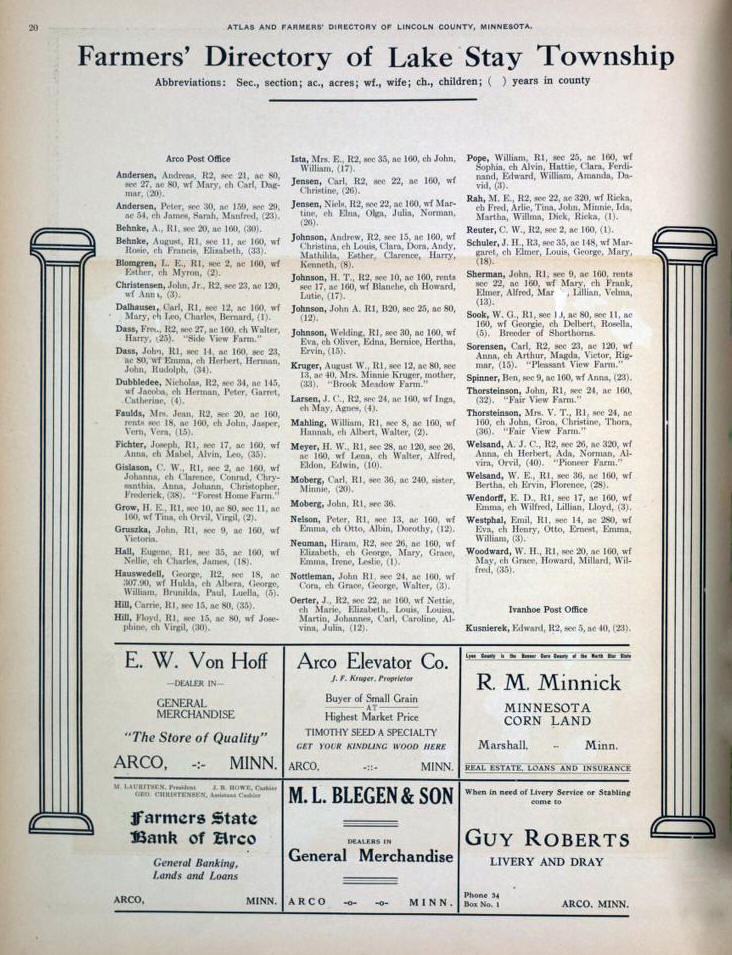 20
ATLAS AND FARMERS' DIRECTORY OF LINCOLN COUNTY, MINNESOTA.
Farmers' Directory of Lake Stay Township
Abbreviations: Sec., section; ac., acres; wf., wife; ch., children; ( ) years in county
Arco Post Office
Andersen, Andreas, R2, sec 21, ac 80,
sec 27, ac 80, wf Mary, ch Carl, Dag-
mar, (20).
Andersen, Peter, sec 30, ac 159, sec 29,
ac 54, ch James, Sarah, Manfred, (23).
Behnke, A., R1, sec 20, ac 160, (30).
Behnke, August, R1, sec 11, ac 160, wf
Rosie, ch Francis, Elizabeth, (33).
Blomgren, L. E., R1, sec 2, ac 160, wf
Esther, ch Myron, (2).
Christensen, John, Jr., R2, sec 23, ac 120,
wf Anna, (3).
Dalhauser, Carl, R1, sec 12, ac 160, wf
Mary, ch Leo, Charles, Bernard, (1).
Dass, Fred., R2, sec 27, ac 160, ch Walter,
Harry, (25). "Side View Farm."
Dass, John, R1, sec 14, ac 160, sec 23,
ac 80, wf Emma, ch Herbert, Herman,
John, Rudolph, (34).
Dubbledee, Nicholas, R2, sec 34, ac 145,
wf Jacoba, ch Herman, Peter, Garret,
Catherine, (4).
Faulds, Mrs. Jean, R2, sec 20, ac 160,
rents sec 18, ac 160, ch John, Jasper,
Vern, Vera, (15).
Fichter, Joseph, R1, sec 17, ac 160, wf
Anna, ch Mabel, Alvin, Leo, (35).
Gislason, C. W., R1, sec 2, ac 160, wf
Johanna, ch Clarence, Conrad, Chry-
santhia, Anna, Johann, Christopher,
Frederick, (38). "Forest Home Farm."
Grow, H. E., R1, sec 10, ac 80, sec 11, ac
160, wf Tina, ch Orvil, Virgil, (2).
Gruszka, John, R1, sec 9, ac 160, wf
Victoria.
Hall, Eugene, R1, sec 35, ac 160, wf
Nellie, ch Charles, James, (18).
Hauswedell, George, R2, sec 18, ac
307.90, wf Hulda, ch Albera, George,
William, Brunilda, Paul, Luella, (5).
Hill, Carrie, R1, sec 15, ac 80, (35).
Hill, Floyd, R1, sec 15, ac 80, wf Jose-
phine, ch Virgil, (30).
Ista, Mrs. E., R2, sec 35, ac 160, ch John,
William, (17).
Jensen, Carl, R2, sec 22, ac 160, wf
Christine, (26).
Jensen, Niels, R2, sec 22, ac 160, wf Mar-
tine, ch Elna, Olga, Julia, Norman,
(26).
Johnson, Andrew, R2, sec 15, ac 160, wf
Christina, ch Louis, Clara, Dora, Andy,
Mathilda, Esther, Clarence, Harry,
Kenneth, (8).
Johnson, H. T., R2, sec 10, ac 160, rents
sec 17, ac 160, wf Blanche, ch Howard,
Lutie, (17).
Johnson, John A. R1, B20, sec 25, ac 80,
(12).
Johnson, Welding, R1, sec 30, ac 160, wf
Eva, ch Oliver, Edna, Bernice, Hertha,
Ervin, (15).
Kruger, August W., R1, sec 12, ac 80, sec
13, ac 40, Mrs. Minnie Kruger, mother,
(33). "Brook Meadow Farm."
Larsen, J. C., R2, sec 24, ac 160, wf Inga,
ch May, Agnes, (4).
Mahling, William, R1, sec 8, ac 160, wf
Hannah, ch Albert, Walter, (2).
Meyer, H. W., R1, sec 28, ac 120, sec 26,
ac 160, wf Lena, ch Walter, Alfred,
Eldon, Edwin, (10).
Moberg, Carl, R1, sec 36, ac 240, sister,
Minnie, (20).
Moberg, John, R1, sec 36.
Nelson, Peter, R1, sec 13, ac 160, wf
Emma, ch Otto, Albin, Dorothy, (12).
Neuman, Hiram, R2, sec 26, ac 160, wf
Elizabeth, ch George, Mary, Grace,
Emma, Irene, Leslie, (1).
Nottleman, John R1, sec 24, ac 160, wf
Cora, ch Grace, George, Walter, (3).
Oerter, J., R2, sec 22, ac 160, wf Nettie,
ch Marie, Elizabeth, Louis, Louisa,
Martin, Johannes, Carl, Caroline, Al-
vina, Julia, (12).
Pope, William, R1, sec 25, ac 160, wf
Sophia, ch Alvin, Hattie, Clara, Ferdi-
nand, Edward, William, Amanda, Da-
vid, (3).
Rah, M. E., R2, sec 22, ac 320, wf Ricka,
ch Fred, Arlie, Tina, John, Minnie, Ida,
Martha, Willma, Dick, Ricka, (1).
Reuter, C. W., R2, sec 2, ac 160, (1).
Schuler, J. H., R3, sec 35, ac 148, wf Mar-
garet, ch Elmer, Louis, George, Mary,
(18).
Sherman, John, R1, sec 9, ac 160, rents
sec 22, ac 160, wf Mary, ch Frank,
Elmer, Alfred, Lillian, Velma,
(13).
Sook, W. G., R1, sec ac 80, sec 11, ac
160, wf Georgie, ch Delbert, Rosella,
(5). Breeder of Shorthorns.
Sorensen, Carl, R2, sec 23, ac 120, wf
Anna, ch Arthur, Magda, Victor, Rig-
mar, (15). "Pleasant View Farm."
Spinner, Ben, sec 9, ac 160, wf Anna, (23).
Thorsteinson, John, R1, sec 24, ac 160,
(32). "Fair View Farm."
Thorsteinson, Mrs. V. T., R1, sec 24, ac
160, ch John, Groa, Christine, Thora,
(36). "Fair View Farm."
Welsand, A. J. C., R2, sec 26, ac 320, wf
Anna, ch Herbert, Ada, Norman, Al-
vira, Orvil, (40). "Pioneer Farm."
Welsand, W. E., R1, sec 36, ac 160, wf
Bertha, ch Ervin, Florence, (28).
Wendorff, E. D., R1, sec 17, ac 160, wf
Emma, ch Wilfred, Lillian, Lloyd, (3).
Westphal, Emil, R1, sec 14, ac 280, wf
Eva, ch Henry, Otto, Ernest, Emma,
William, (3).
Woodward, W. H., R1, sec 20, ac 160, wf
May, ch Grace, Howard, Millard, Wil-
fred, (35).
Ivanhoe Post Office
Kusnierek, Edward, R2, sec 5, ac 40, (23).
E. W. Von Hoff
—DEALER IN—
GENERAL
MERCHANDISE
"The Store of Quality"
ARCO, -:- MINN.
Arco Elevator Co.
J. F. Kruger, Proprietor
Buyer of Small Grain
—AT—
Highest Market Price
TIMOTHY SEED A SPECIALTY
GET YOUR KINDLING WOOD HERE
ARCO, -::- MINN.
Lyon County is the Banner Corn County of the North Star State
R. M. Minnick
MINNESOTA
CORN LAND
Marshall, - Minn.
REAL ESTATE, LOANS AND INSURANCE
M. LAURITSEN, President J. B. HOWE, Cashier
GEO. CHRISTENSEN, Assistant Cashier
Farmers State
Bank of Arco
General Banking,
Lands and Loans
ARCO, MINN.
M. L. BLEGEN & SON
DEALERS IN
General Merchandise
ARCO -o- -o- MINN.
When in need of Livery Service or Stabling
come to
GUY ROBERTS
LIVERY AND DRAY
Phone 34
Box No. 1
ARCO, MINN.